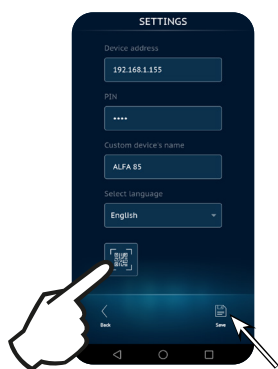 SETTINGS
Device address
192.168.1.155
PIN
••••
Custom device's name
ALFA 85
Select language
English
Back
Save